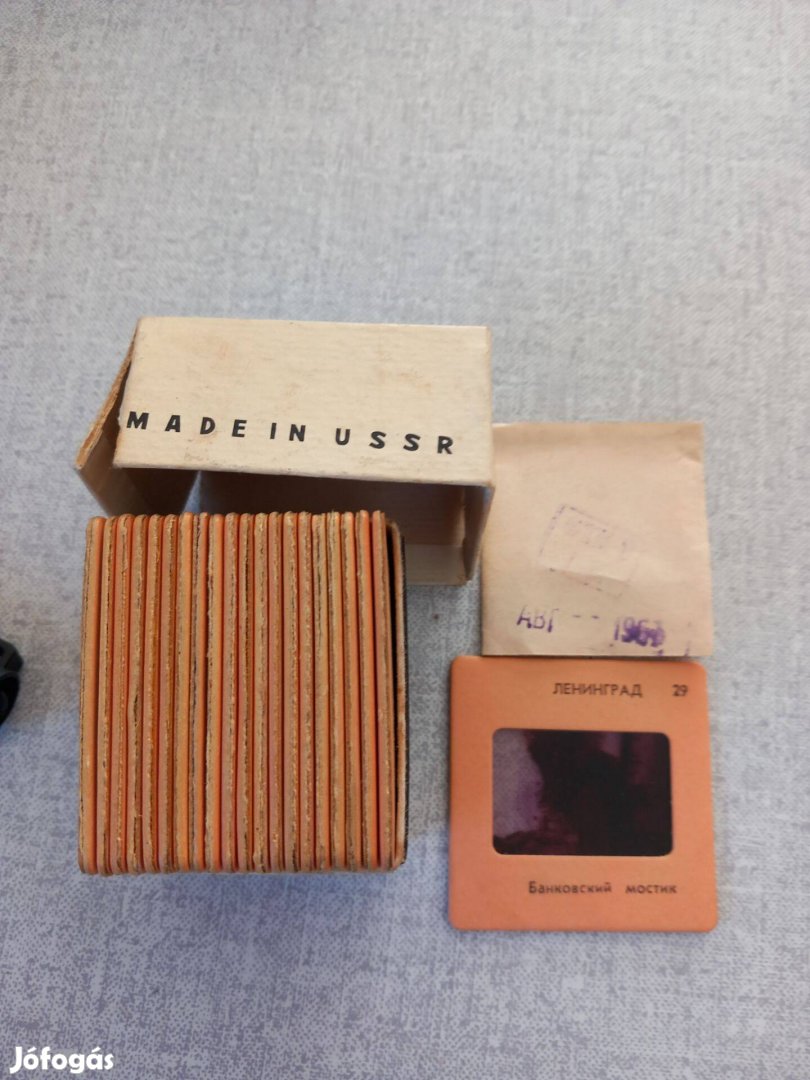 MADE IN USSR
АВГ
ЛЕНИНГРАД 29
Банковский мостик
Jófogás